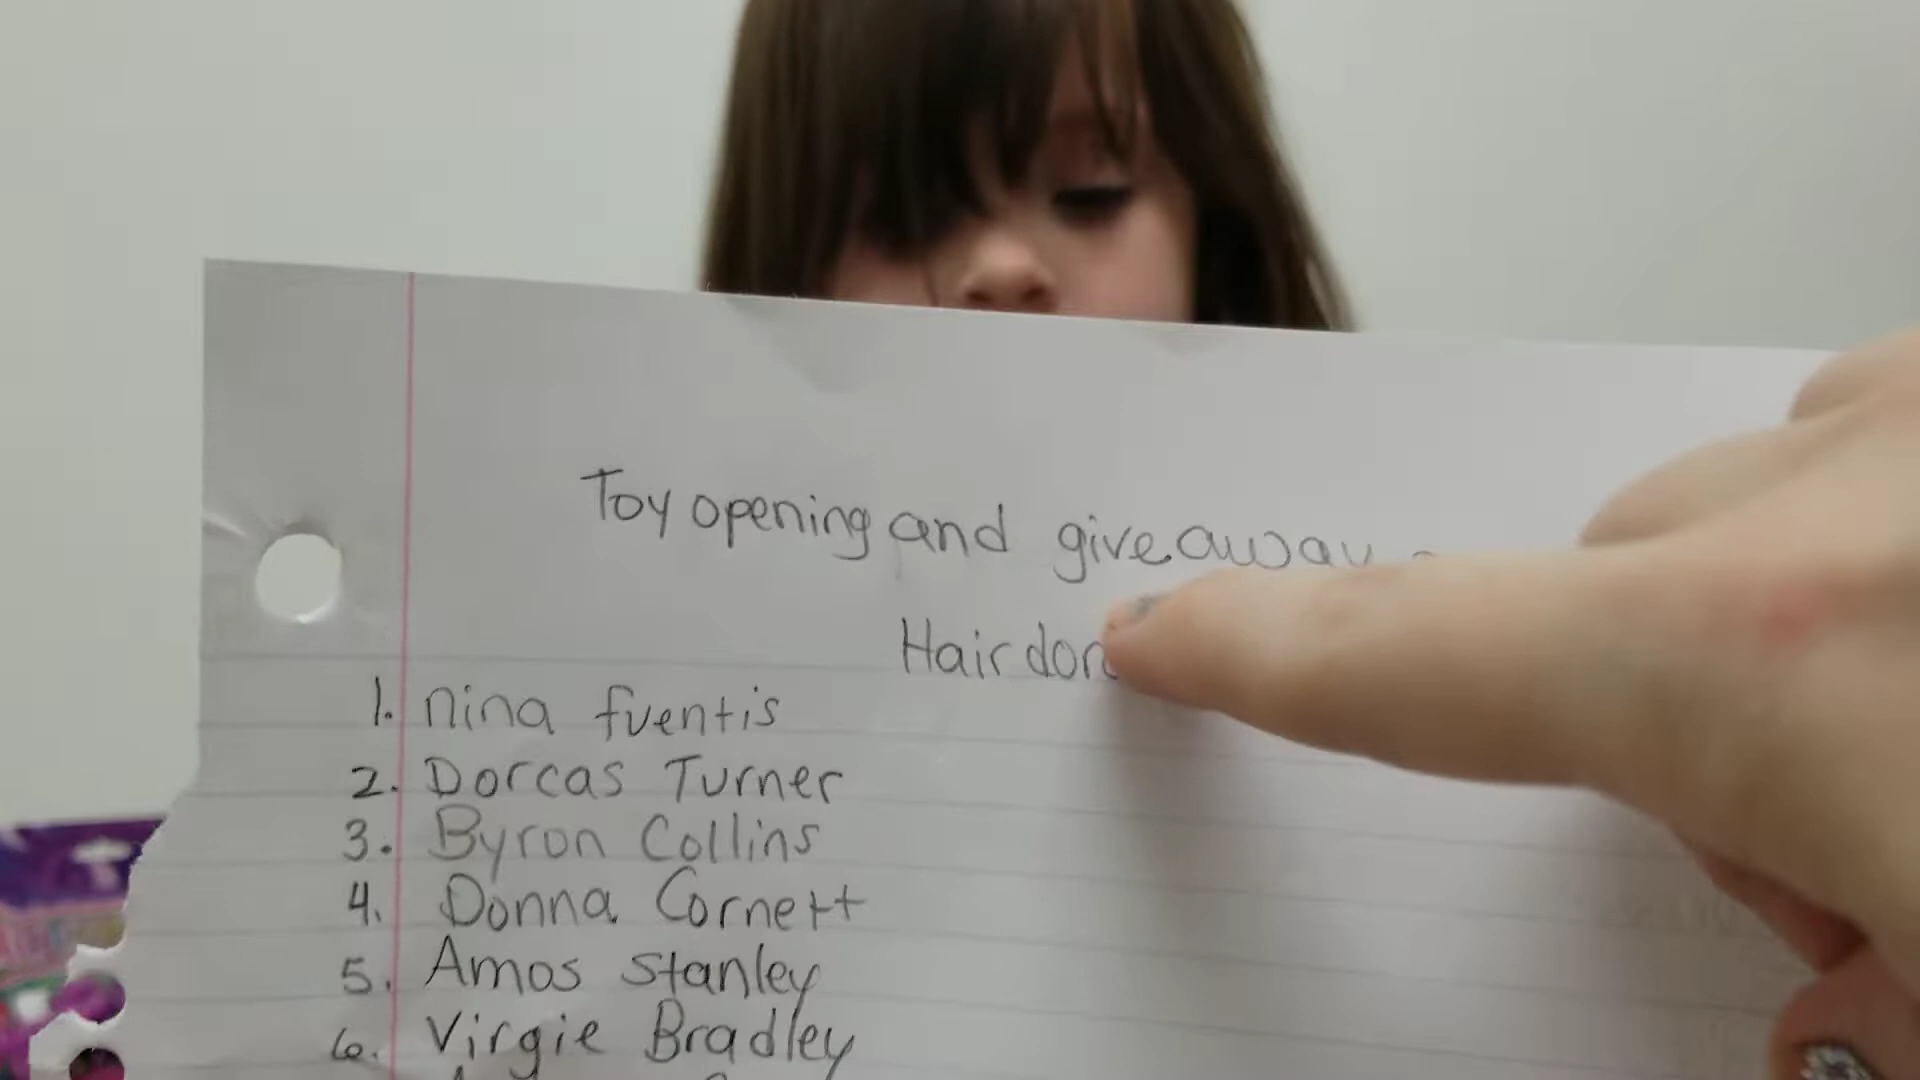 Toy opening and giveaway
Hair
1. nina fuentis
2. Dorcas Turner
3. Byron Collins
4. Donna Cornett
5. Amos Stanley
6. Virgie Bradley